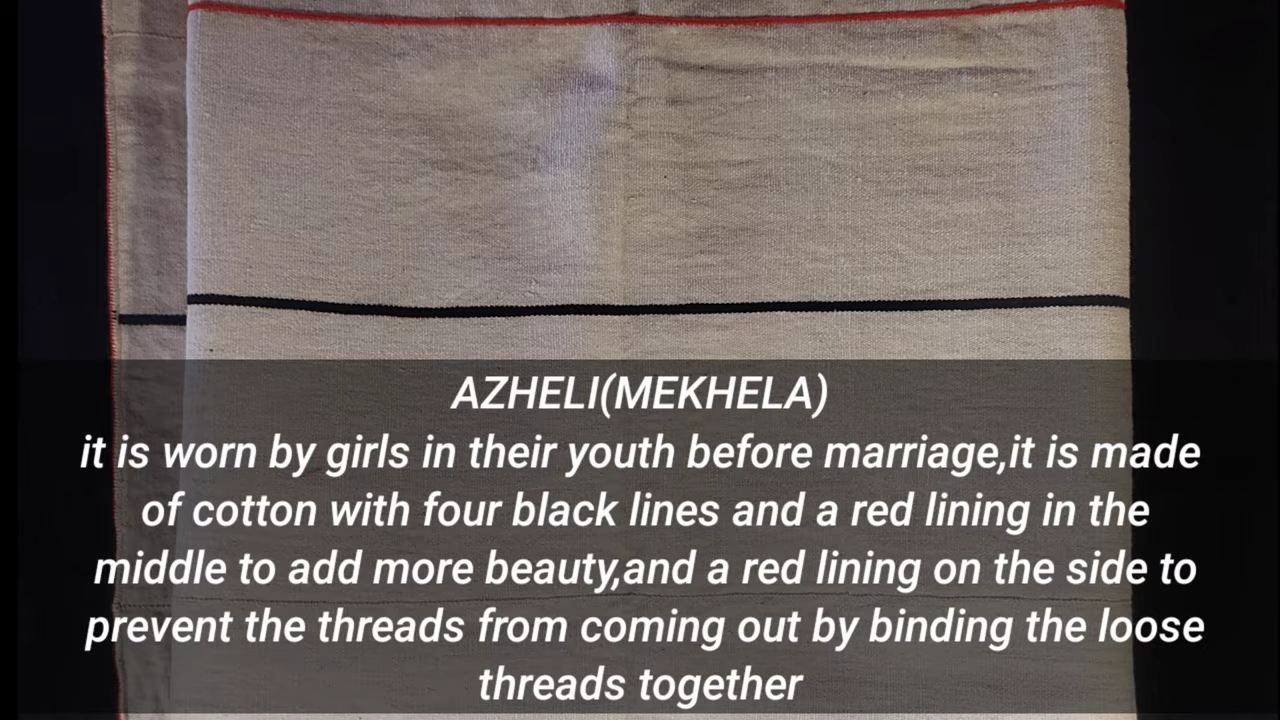 AZHELI(MEKHELA)
it is worn by girls in their youth before marriage,it is made
of cotton with four black lines and a red lining in the
middle to add more beauty,and a red lining on the side to
prevent the threads from coming out by binding the loose
threads together